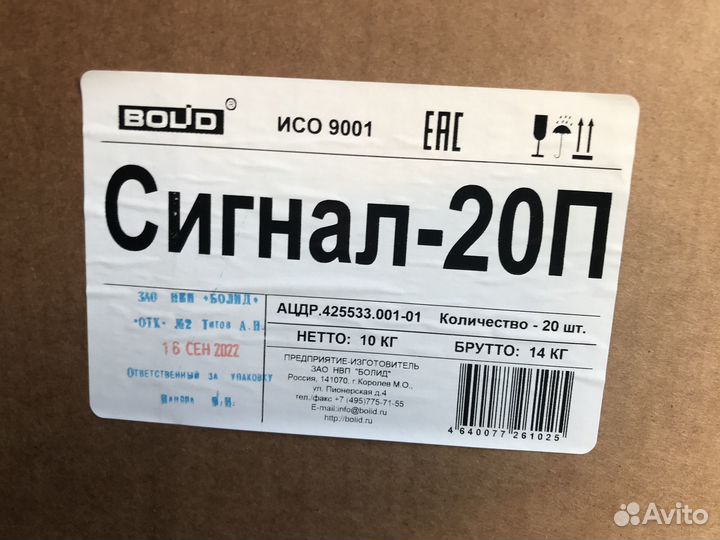 BOLID ®
ИСО 9001
ЕАС
Сигнал-20П
ЗАО НВП «БОЛИД»
"ОТК" №2 Титов А.И.
16 СЕН 2022
ОТВЕТСТВЕННЫЙ ЗА УПАКОВКУ
АЦДР.425533.001-01
Количество - 20 шт.
НЕТТО: 10 КГ
БРУТТО: 14 КГ
ПРЕДПРИЯТИЕ-ИЗГОТОВИТЕЛЬ
ЗАО НВП "БОЛИД"
Россия, 141070, г.Королев М.О.,
ул. Пионерская д.4
тел./факс +7 (495)775-71-55
E-mail:info@bolid.ru
http://bolid.ru
4 640077 261025
Avito